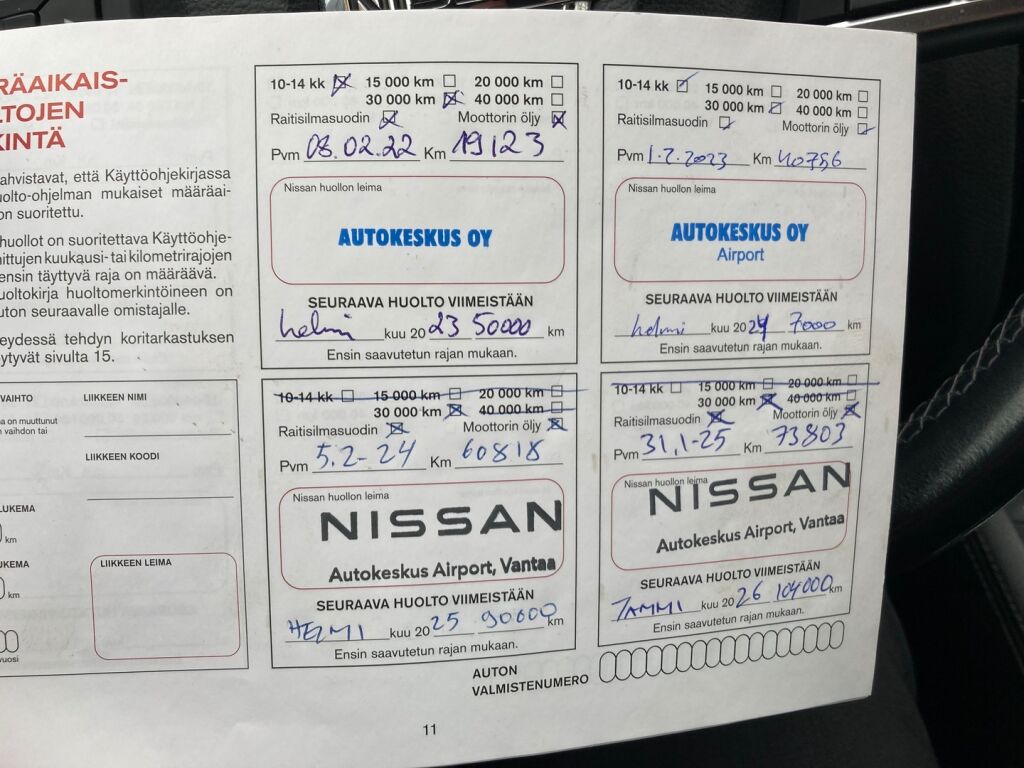 RÄAIKAIS-
LTOJEN
KINTÄ
ahvistavat, että Käyttöohjekirjassa
uolto-ohjelman mukaiset määräai-
on suoritettu.
huollot on suoritettava Käyttöohje-
nittujen kuukausi- tai kilometrirajojen
ensin täyttyvä raja on määräävä.
uoltokirja huoltomerkintöineen on
uton seuraavalle omistajalle.
eydessä tehdyn koritarkastuksen
ytyvät sivulta 15.
10-14 kk 15 000 km 20 000 km
30 000 km 40 000 km
Raitisilmasuodin Moottorin öljy
Pvm 08.02.22 Km 19123
Nissan huollon leima
AUTOKESKUS OY
SEURAAVA HUOLTO VIIMEISTÄÄN
helmi kuu 2023 50000 km
Ensin saavutetun rajan mukaan.
10-14 kk 15 000 km 20 000 km
30 000 km 40 000 km
Raitisilmasuodin Moottorin öljy
Pvm 1.2.2023 Km 40786
Nissan huollon leima
AUTOKESKUS OY
Airport
SEURAAVA HUOLTO VIIMEISTÄÄN
helmi kuu 2024 7000 km
Ensin saavutetun rajan mukaan.
VAIHTO LIIKKEEN NIMI
a on muuttunut
n vaihdon tai
LIIKKEEN KOODI
LUKEMA
km
UKEMA
LIIKKEEN LEIMA
km
vuosi
10-14 kk 15 000 km 20 000 km
30 000 km 40 000 km
Raitisilmasuodin Moottorin öljy
Pvm 5.2-24 Km 60818
Nissan huollon leima
NISSAN
Autokeskus Airport, Vantaa
SEURAAVA HUOLTO VIIMEISTÄÄN
HELMI kuu 2025 90000 km
Ensin saavutetun rajan mukaan.
10-14 kk 15 000 km 20 000 km
30 000 km 40 000 km
Raitisilmasuodin Moottorin öljy
Pvm 31.1-25 Km 73803
Nissan huollon leima
NISSAN
Autokeskus Airport, Vantaa
SEURAAVA HUOLTO VIIMEISTÄÄN
TAMMI kuu 2026 104000 km
Ensin saavutetun rajan mukaan.
AUTON
VALMISTENUMERO
11